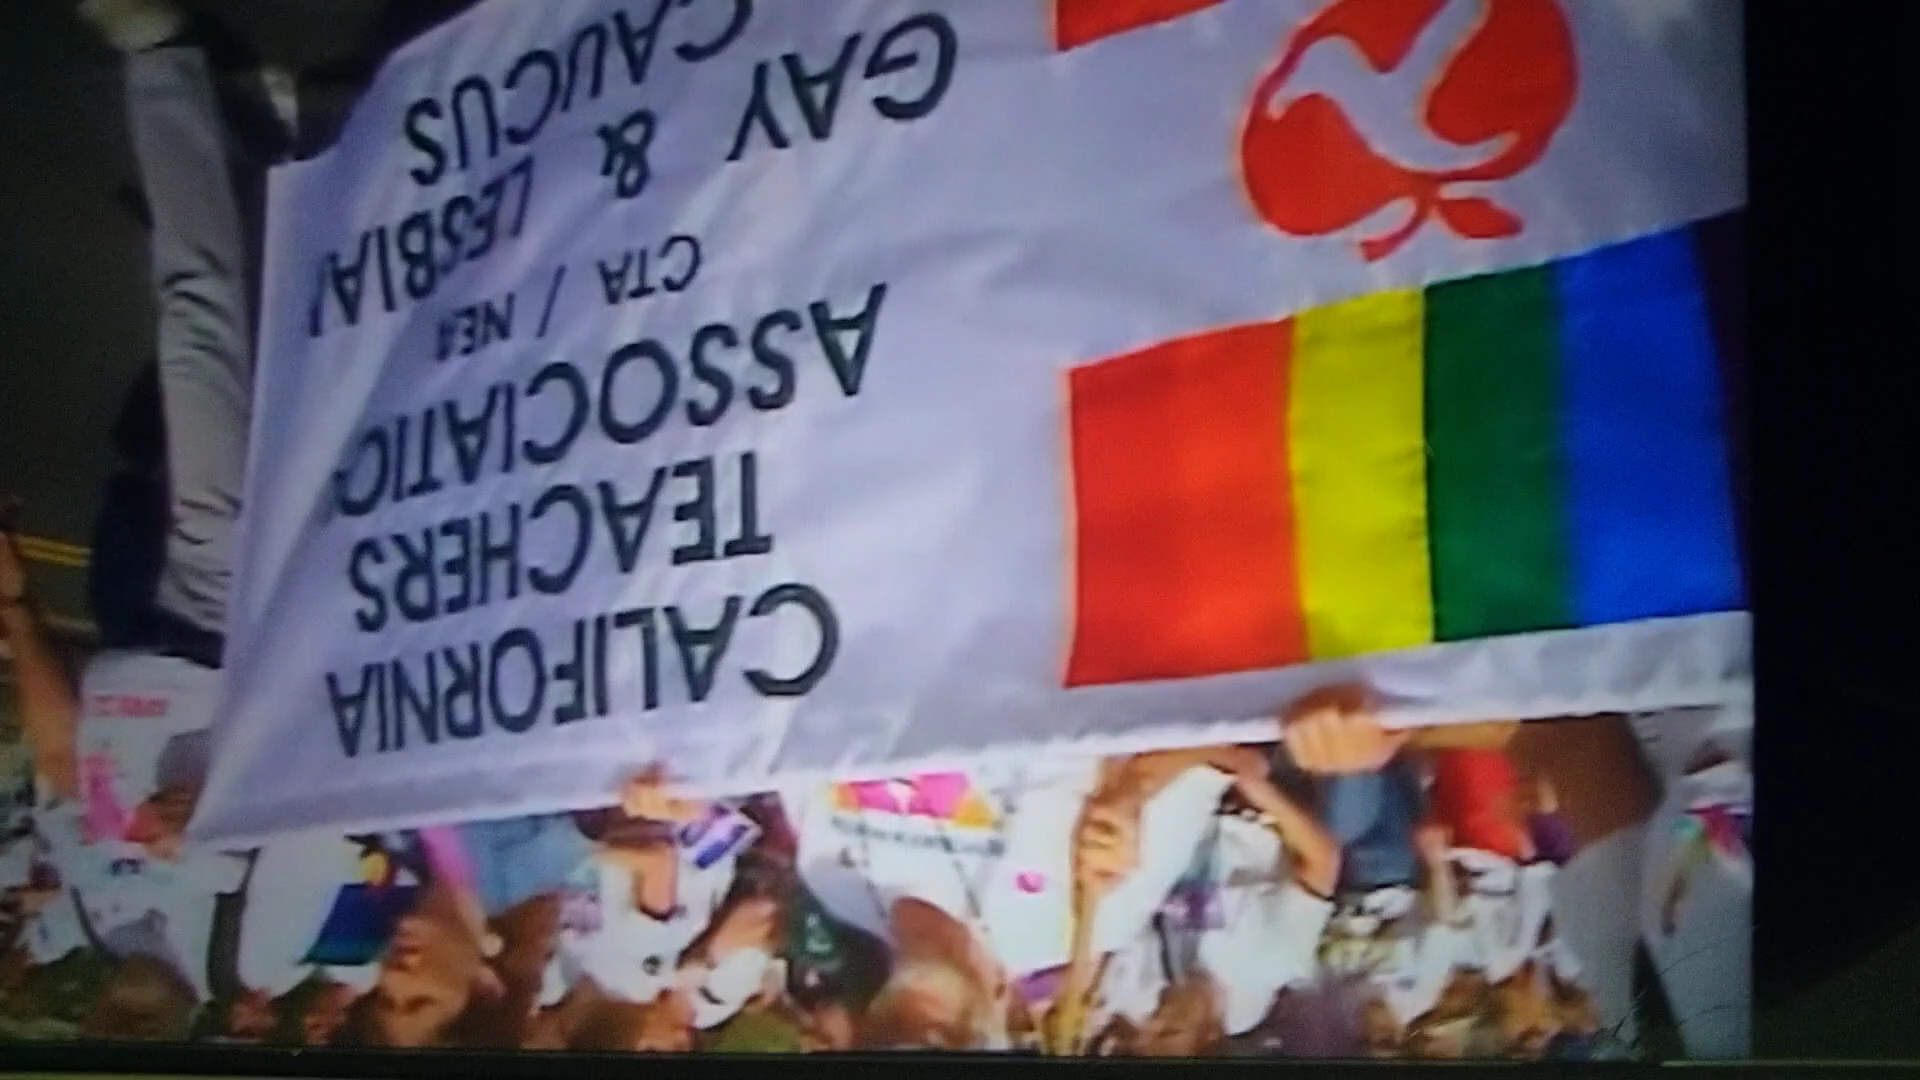 CALIFORNIA
TEACHERS
ASSOCIATIO
CTA / NEA
GAY & LESBIA
CAUCUS